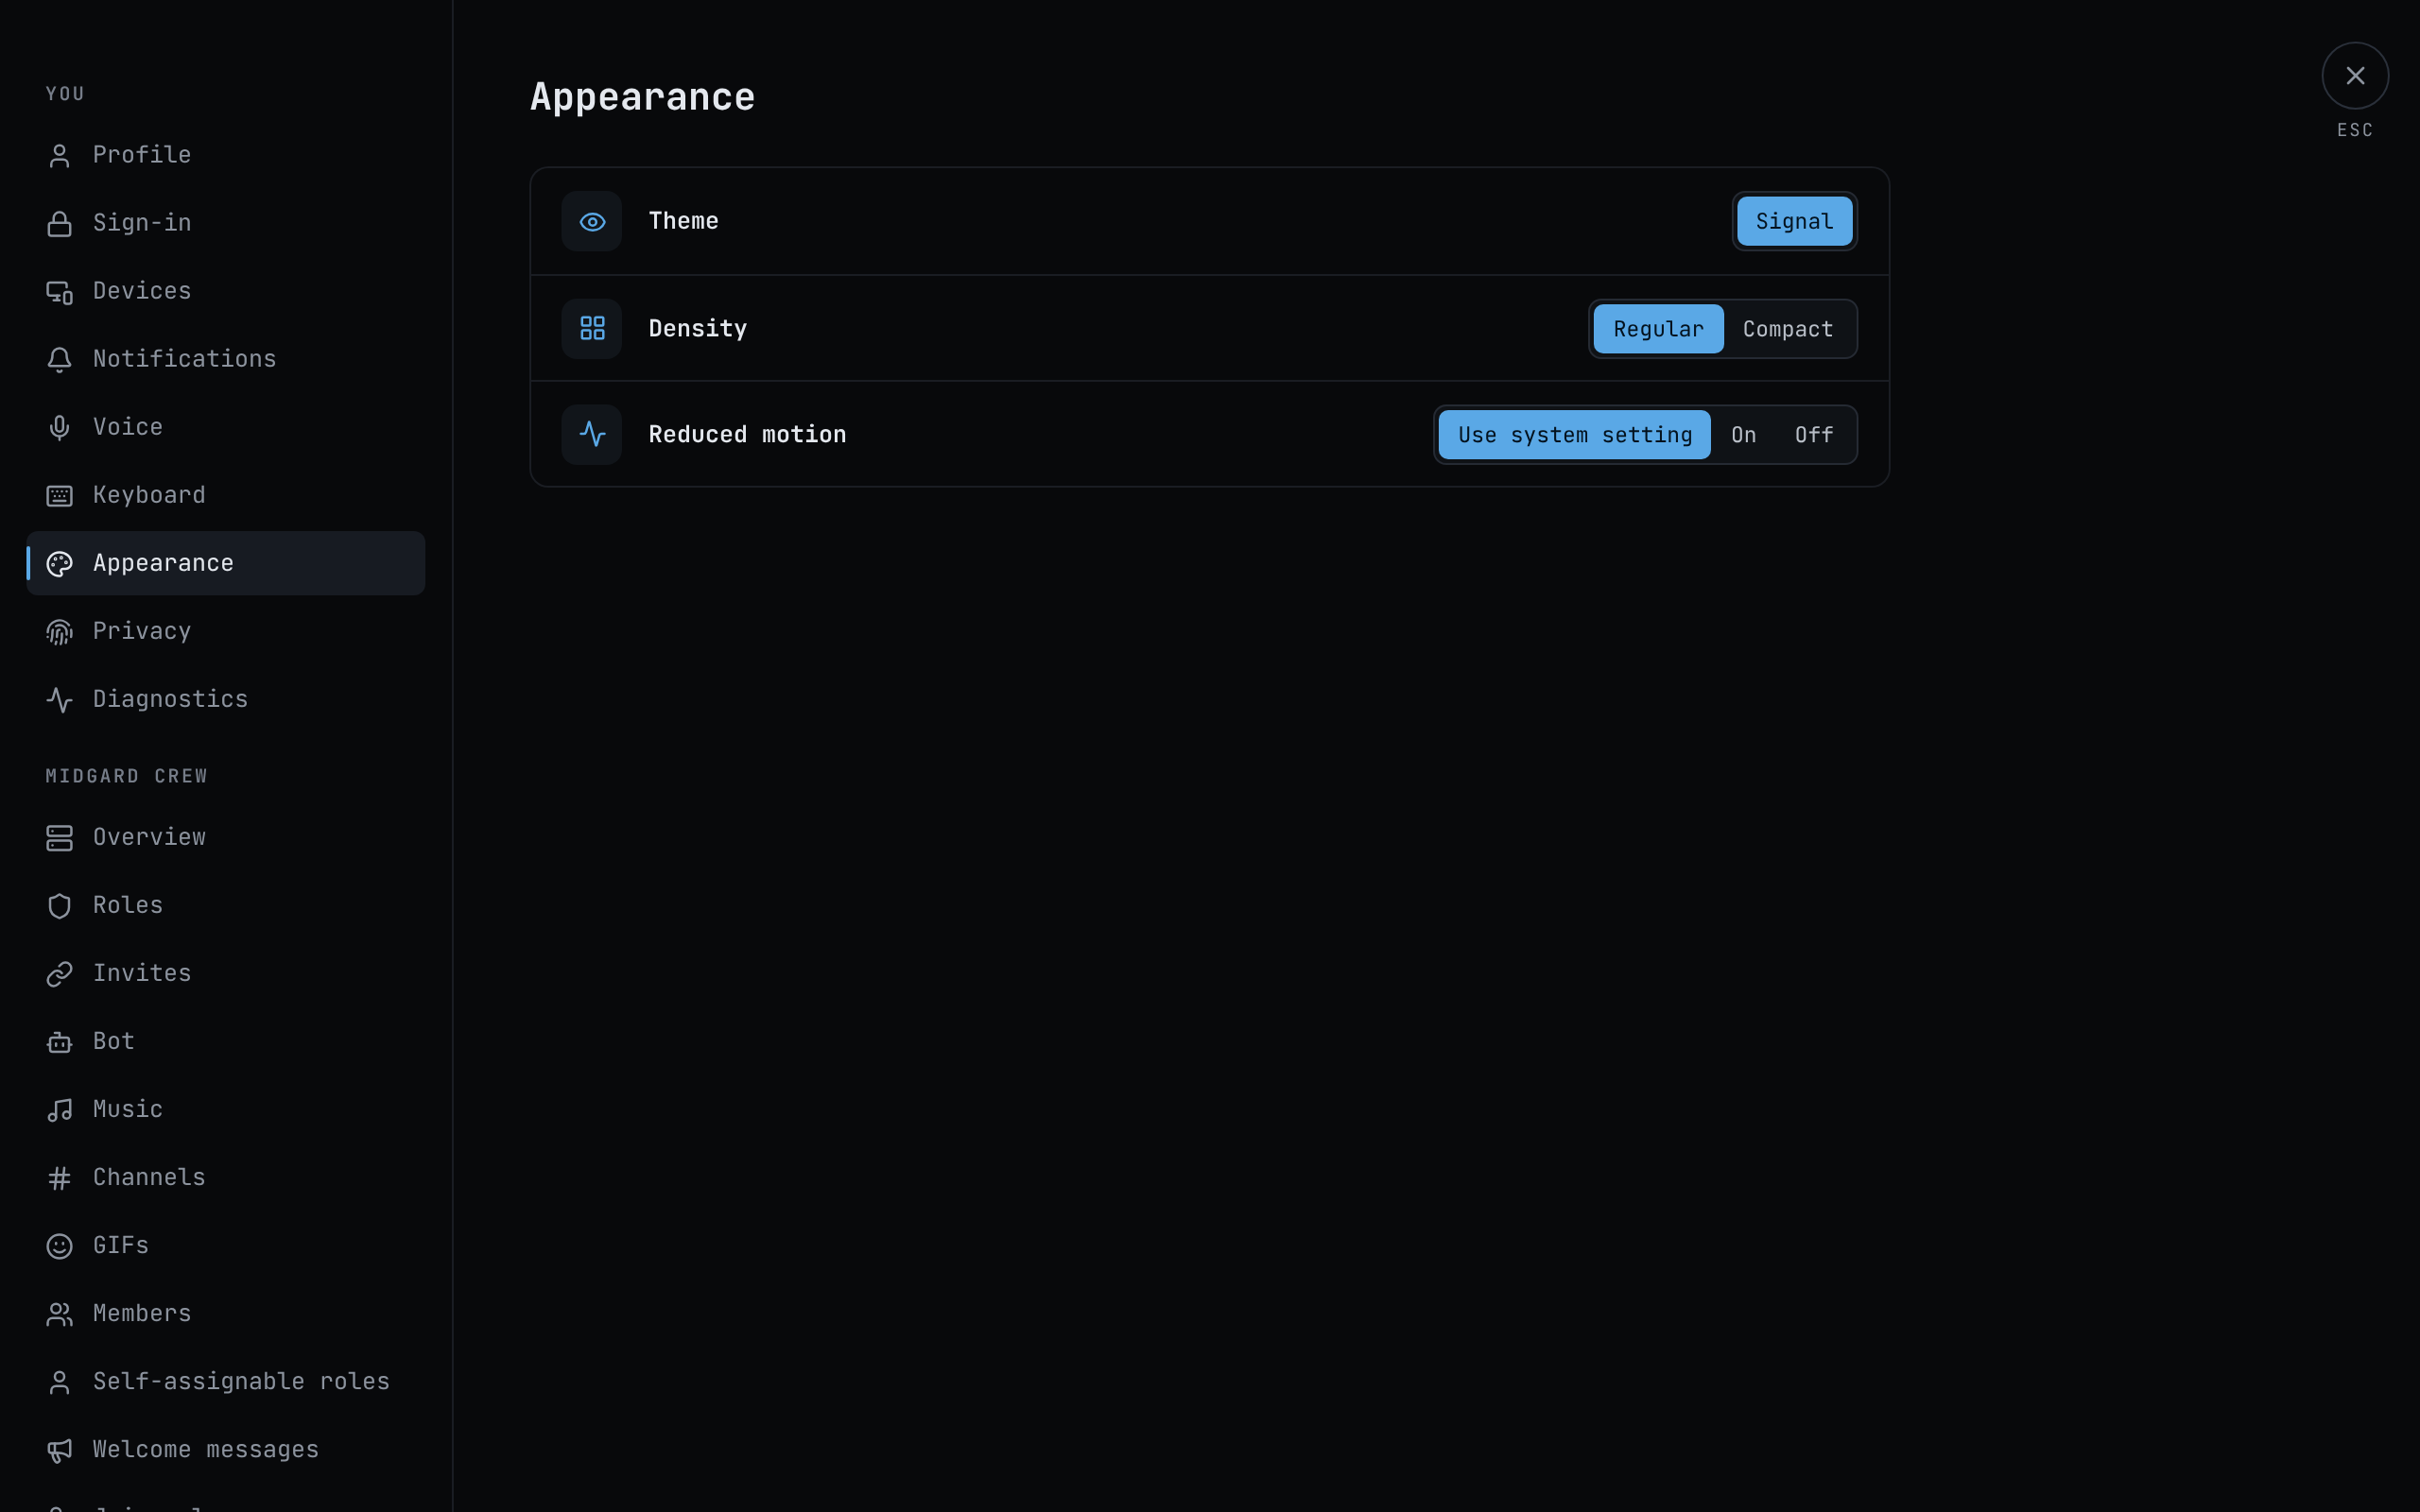 YOU
Profile
Sign-in
Devices
Notifications
Voice
Keyboard
Appearance
Privacy
Diagnostics
MIDGARD CREW
Overview
Roles
Invites
Bot
Music
Channels
GIFs
Members
Self-assignable roles
Welcome messages
Appearance
ESC
Theme
Signal
Density
Regular Compact
Reduced motion
Use system setting On Off